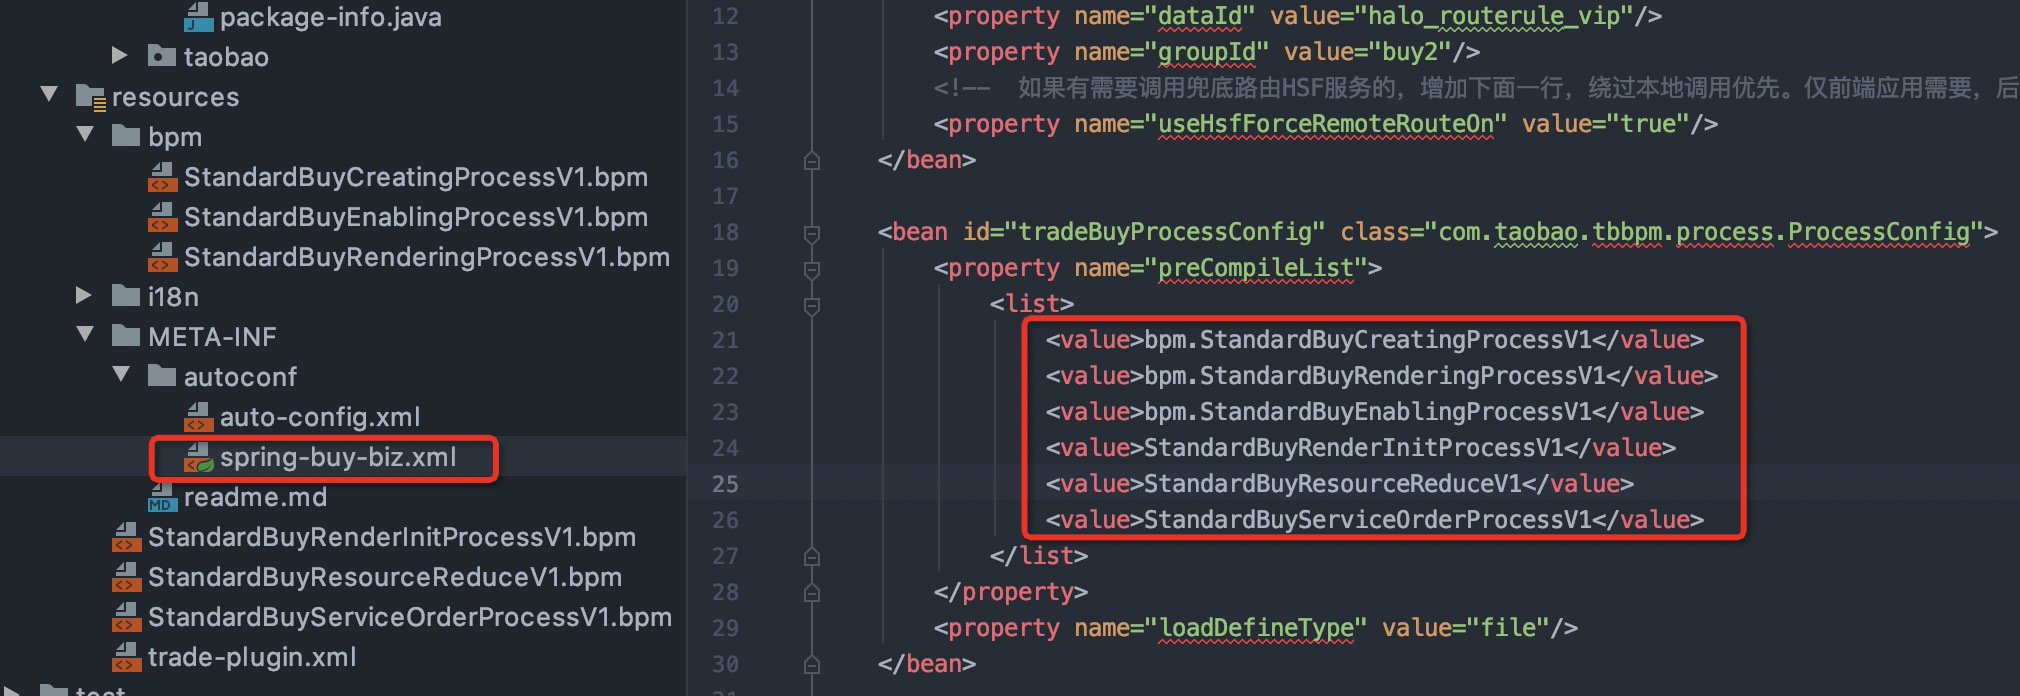 package-info.java
taobao
resources
bpm
StandardBuyCreatingProcessV1.bpm
StandardBuyEnablingProcessV1.bpm
StandardBuyRenderingProcessV1.bpm
i18n
META-INF
autoconf
auto-config.xml
spring-buy-biz.xml
MD readme.md
StandardBuyRenderInitProcessV1.bpm
StandardBuyResourceReduceV1.bpm
StandardBuyServiceOrderProcessV1.bpm
trade-plugin.xml
test
12 <property name="dataId" value="halo_routerule_vip"/>
13 <property name="groupId" value="buy2"/>
14 <!-- 如果有需要调用兜底路由HSF服务的，增加下面一行，绕过本地调用优先。仅前端应用需要，后
15 <property name="useHsfForceRemoteRouteOn" value="true"/>
16 </bean>
17
18 <bean id="tradeBuyProcessConfig" class="com.taobao.tbbpm.process.ProcessConfig">
19 <property name="preCompileList">
20 <list>
21 <value>bpm.StandardBuyCreatingProcessV1</value>
22 <value>bpm.StandardBuyRenderingProcessV1</value>
23 <value>bpm.StandardBuyEnablingProcessV1</value>
24 <value>StandardBuyRenderInitProcessV1</value>
25 <value>StandardBuyResourceReduceV1</value>
26 <value>StandardBuyServiceOrderProcessV1</value>
27 </list>
28 </property>
29 <property name="loadDefineType" value="file"/>
30 </bean>